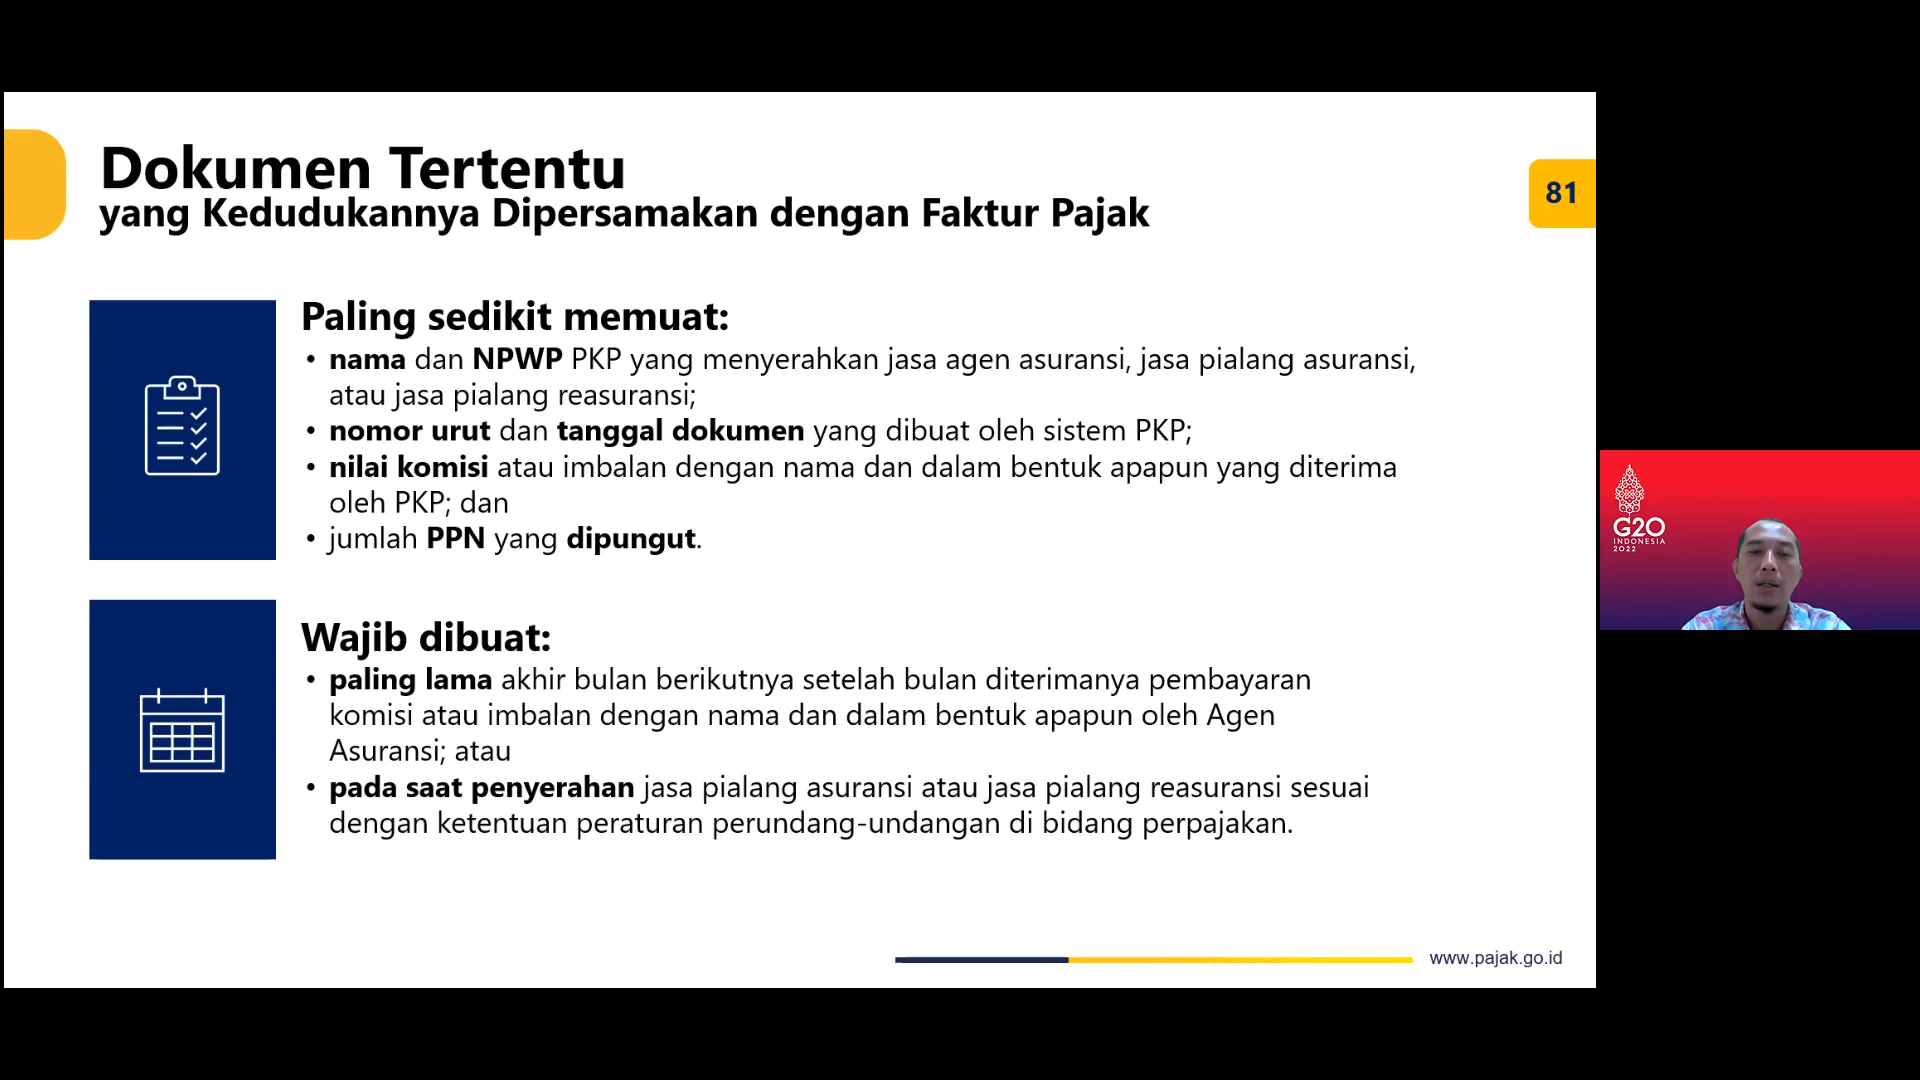 Dokumen Tertentu
yang Kedudukannya Dipersamakan dengan Faktur Pajak
81
Paling sedikit memuat:
• nama dan NPWP PKP yang menyerahkan jasa agen asuransi, jasa pialang asuransi,
atau jasa pialang reasuransi;
• nomor urut dan tanggal dokumen yang dibuat oleh sistem PKP;
• nilai komisi atau imbalan dengan nama dan dalam bentuk apapun yang diterima
oleh PKP; dan
• jumlah PPN yang dipungut.
Wajib dibuat:
• paling lama akhir bulan berikutnya setelah bulan diterimanya pembayaran
komisi atau imbalan dengan nama dan dalam bentuk apapun oleh Agen
Asuransi; atau
• pada saat penyerahan jasa pialang asuransi atau jasa pialang reasuransi sesuai
dengan ketentuan peraturan perundang-undangan di bidang perpajakan.
www.pajak.go.id
G20
INDONESIA
2022